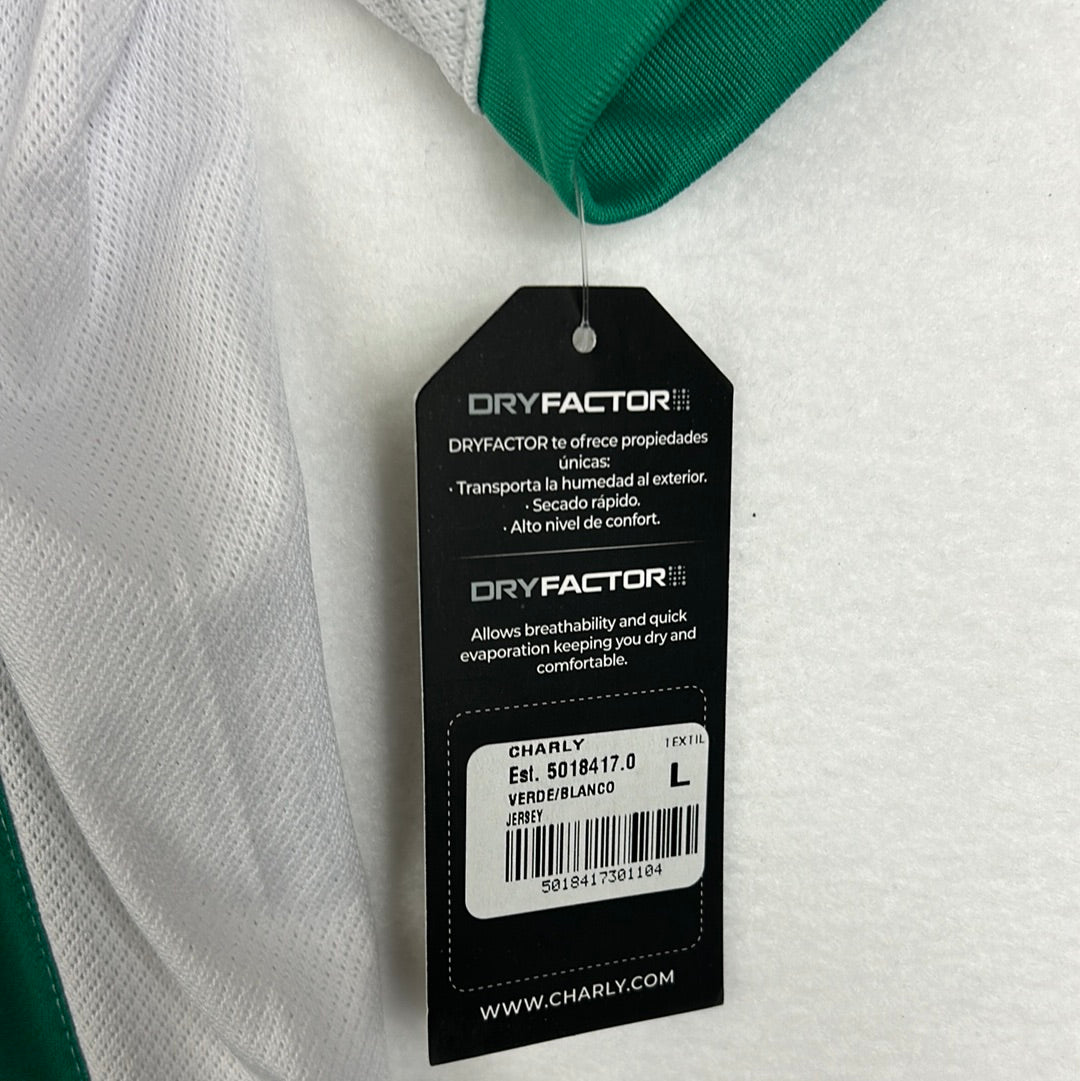 DRYFACTOR
DRYFACTOR te ofrece propiedades
únicas:
· Transporta la humedad al exterior.
· Secado rápido.
· Alto nivel de confort.
DRYFACTOR
Allows breathability and quick
evaporation keeping you dry and
comfortable.
CHARLY TEXTIL
Est. 5018417.0 L
VERDE/BLANCO
JERSEY
5018417301104
WWW.CHARLY.COM